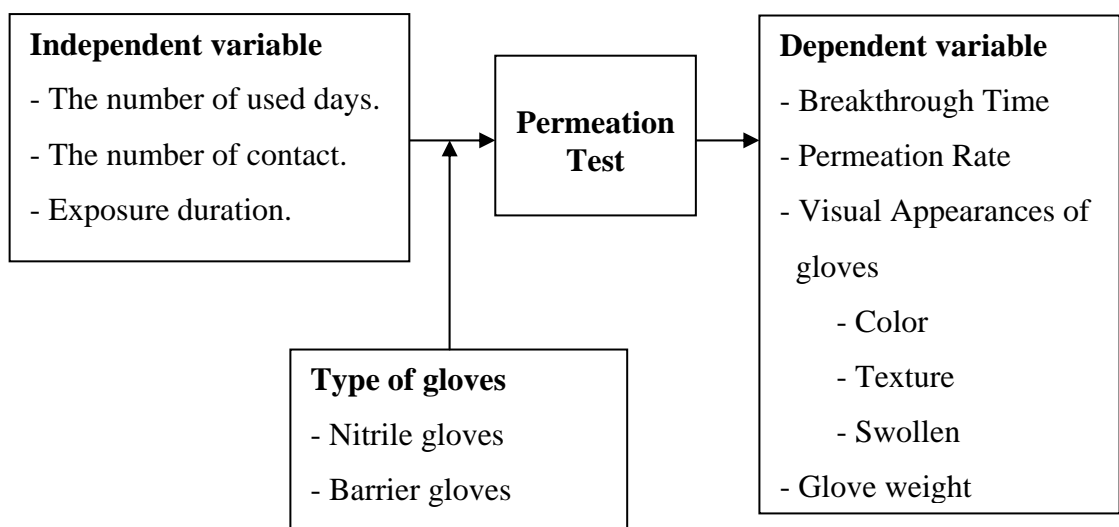 Independent variable
- The number of used days.
- The number of contact.
- Exposure duration.
Permeation
Test
Dependent variable
- Breakthrough Time
- Permeation Rate
- Visual Appearances of
gloves
- Color
- Texture
- Swollen
- Glove weight
Type of gloves
- Nitrile gloves
- Barrier gloves